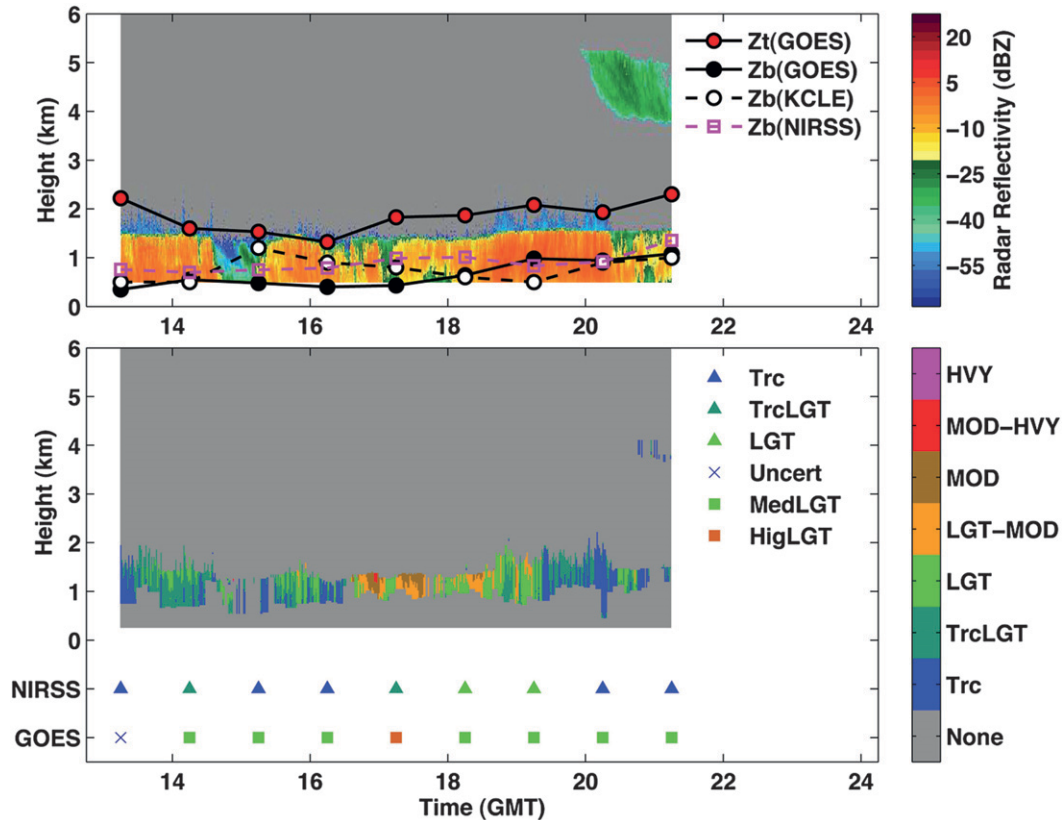 6
5
4
3
2
1
0
Height (km)
14
16
18
20
22
24
Zt(GOES)
Zb(GOES)
Zb(KCLE)
Zb(NIRSS)
20
5
−10
−25
−40
−55
Radar Reflectivity (dBZ)
6
5
4
3
2
1
0
Height (km)
NIRSS
GOES
14
16
18
20
22
24
Time (GMT)
Trc
TrcLGT
LGT
Uncert
MedLGT
HigLGT
HVY
MOD−HVY
MOD
LGT−MOD
LGT
TrcLGT
Trc
None